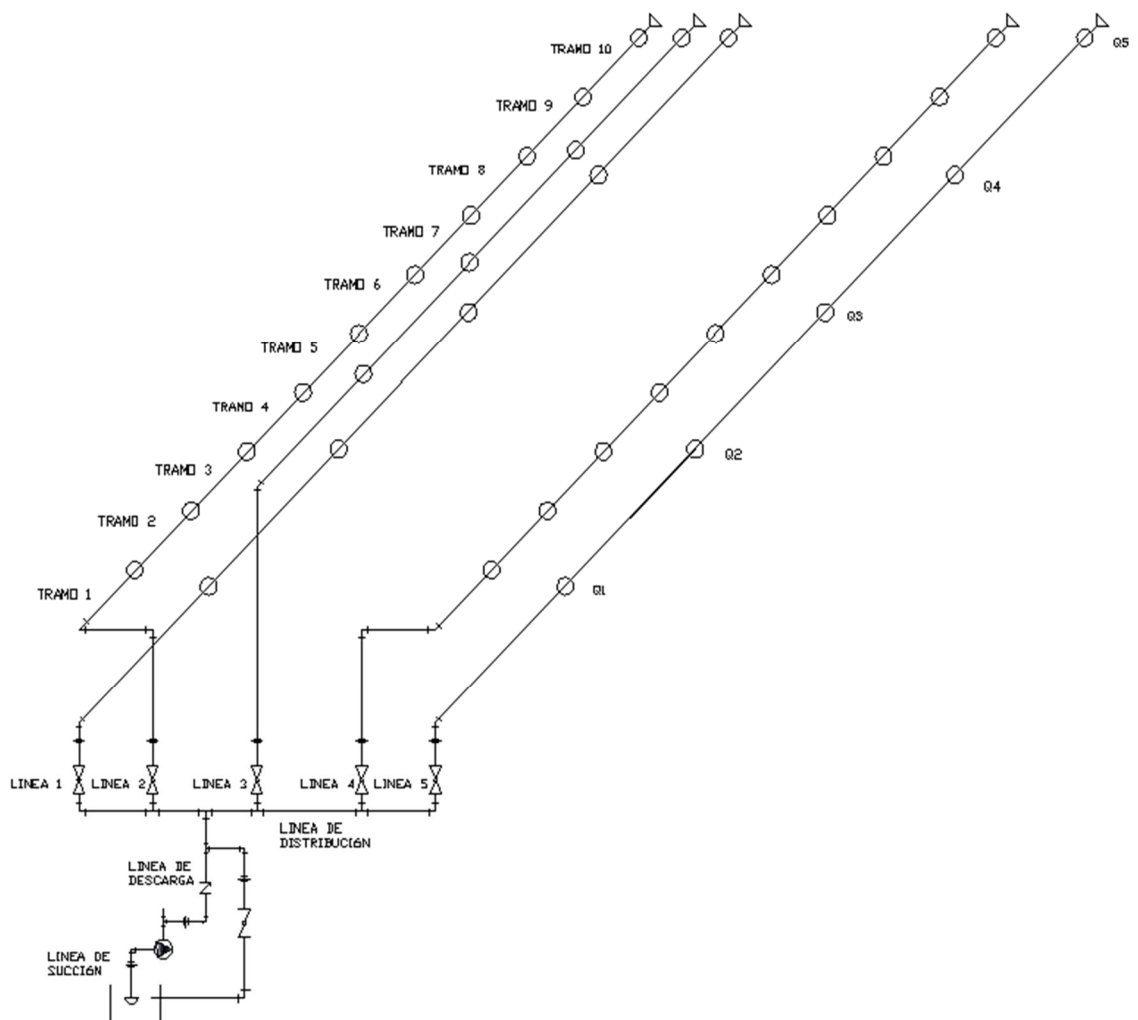 TRAMO 10
Q5
TRAMO 9
TRAMO 8
Q4
TRAMO 7
TRAMO 6
Q3
TRAMO 5
TRAMO 4
Q2
TRAMO 3
TRAMO 2
TRAMO 1
Q1
LINEA 1
LINEA 2
LINEA 3
LINEA 4
LINEA 5
LINEA DE
DISTRIBUCIÓN
LINEA DE
DESCARGA
LINEA DE
SUCCIÓN